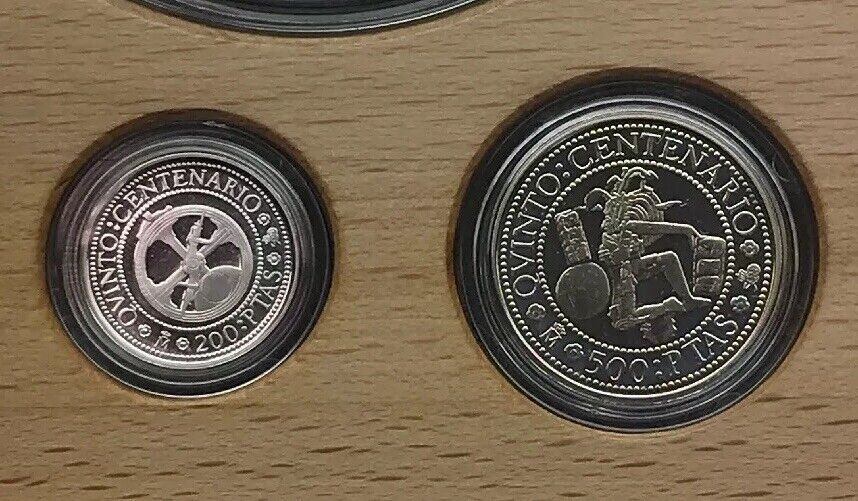 QVINTO:CENTENARIO
M 200:PTAS
QVINTO:CENTENARIO
M 500:PTAS